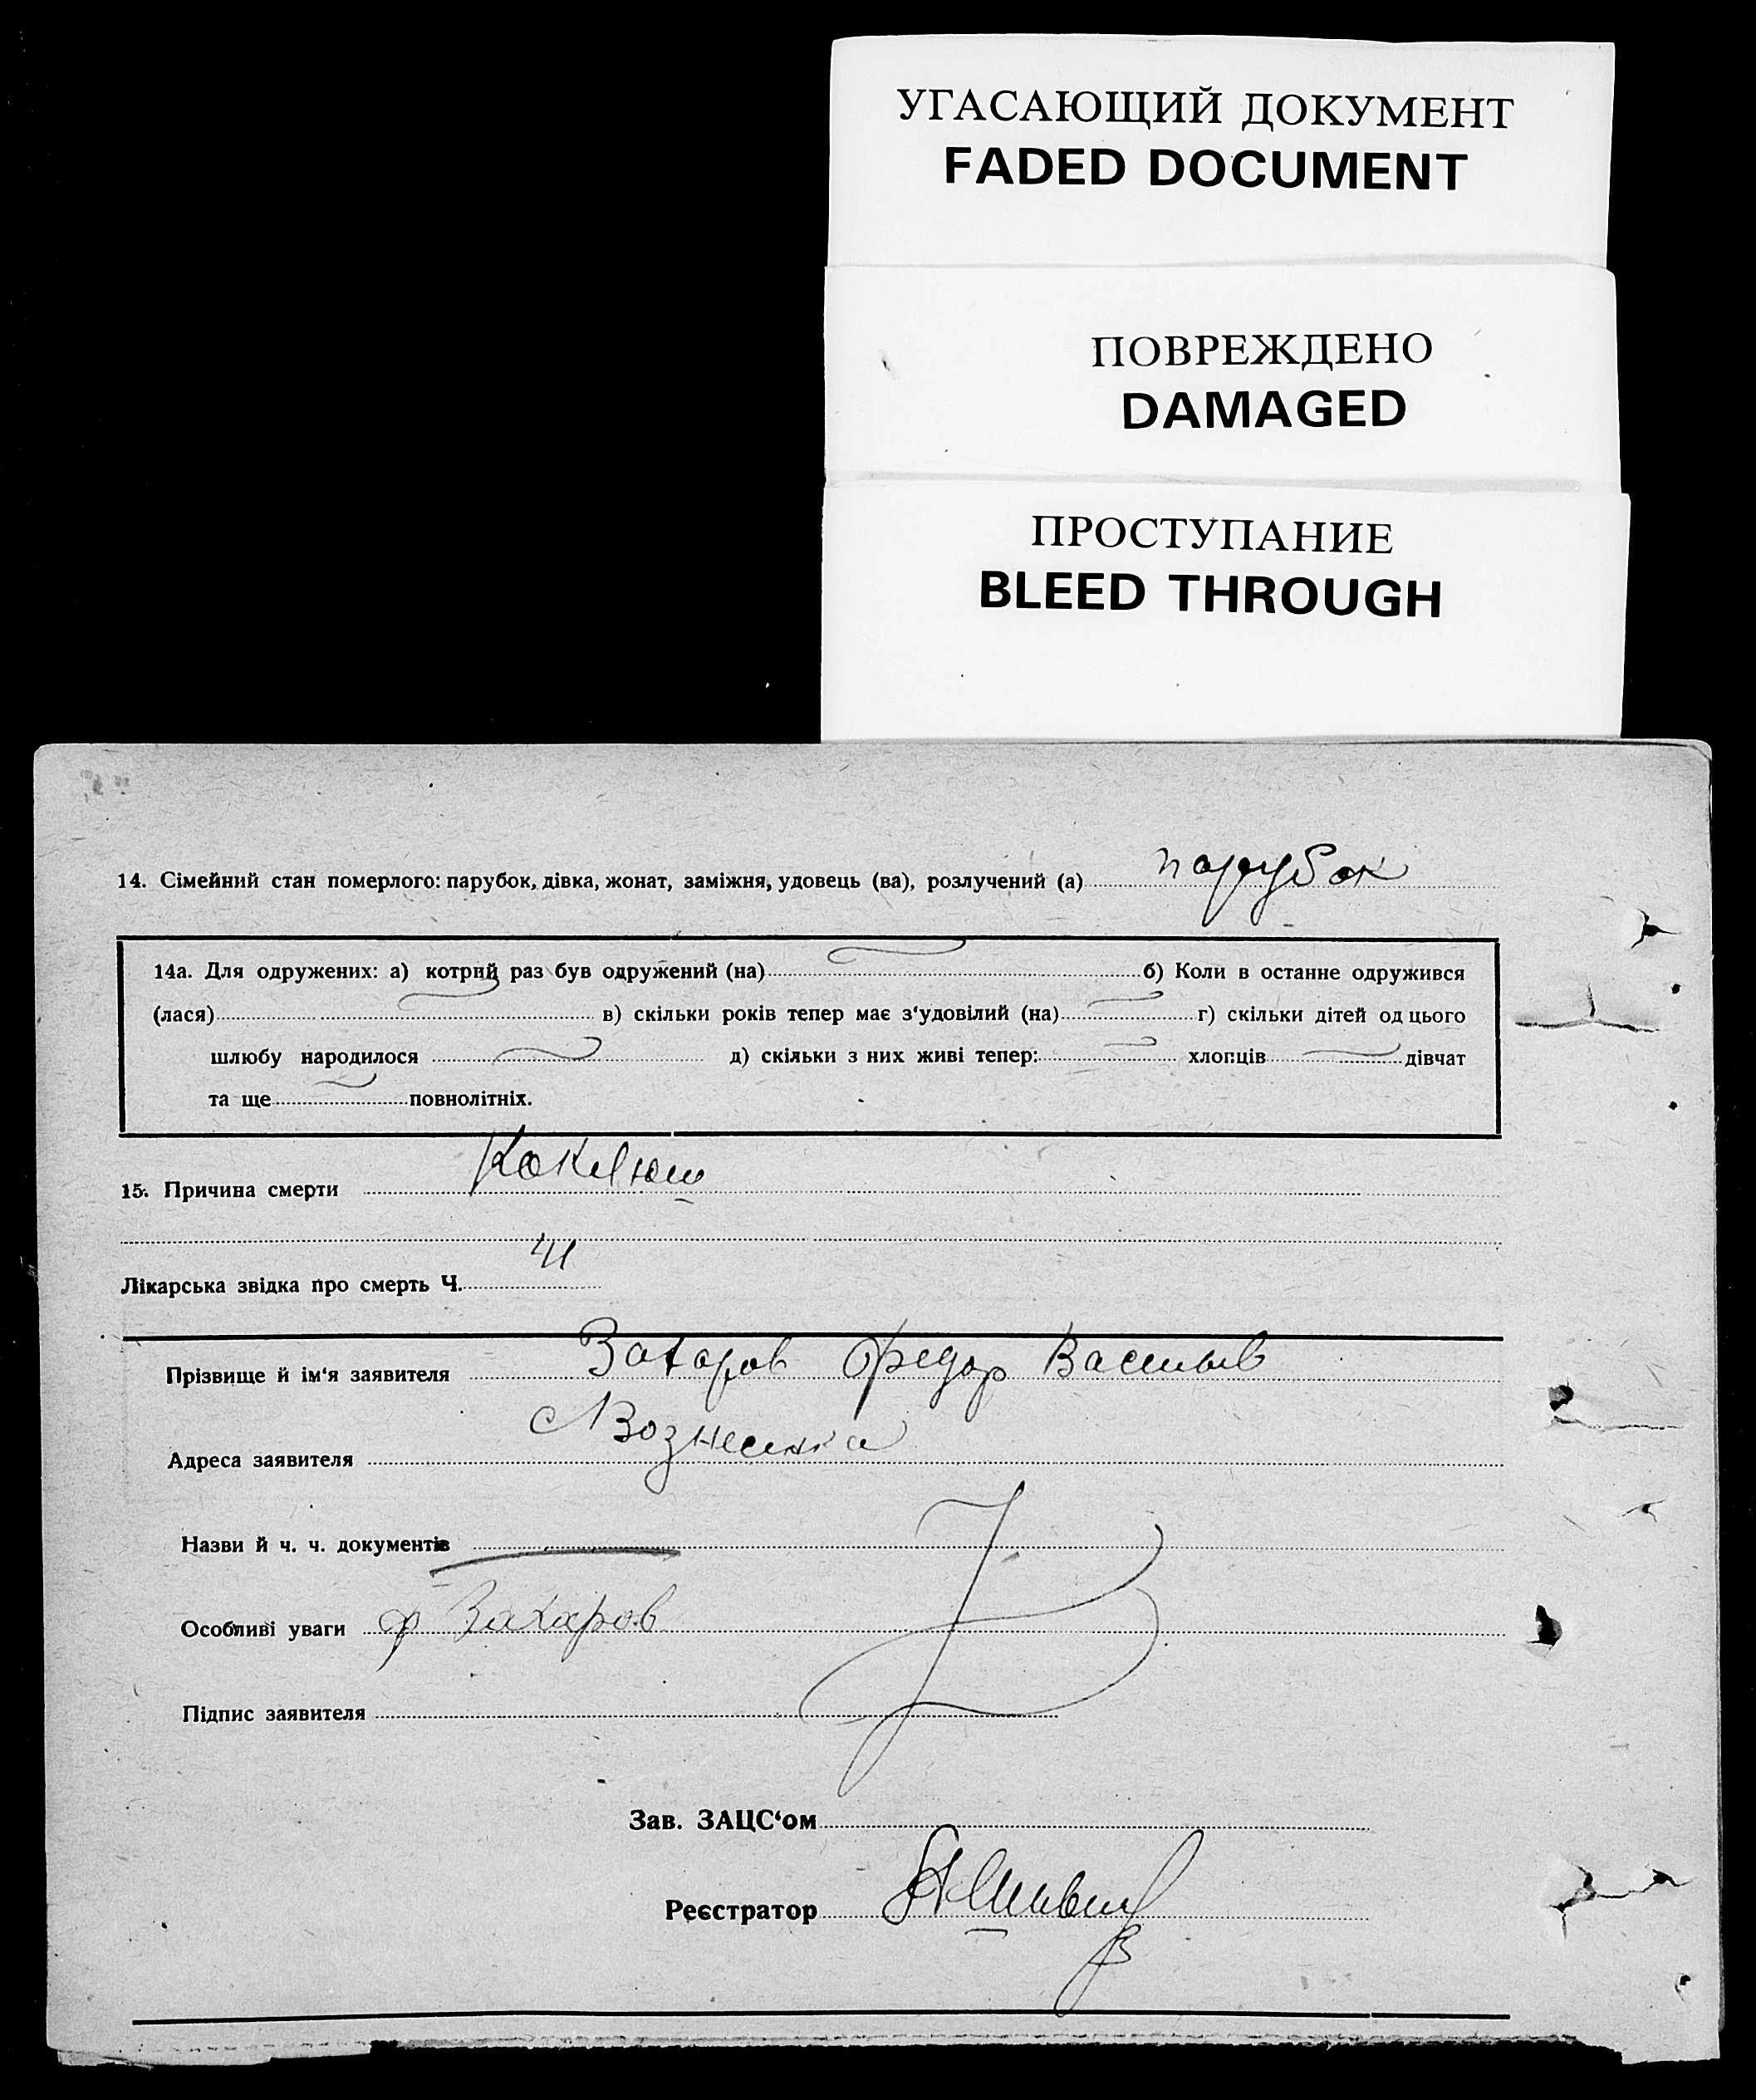 УГАСАЮЩИЙ ДОКУМЕНТ
FADED DOCUMENT
ПОВРЕЖДЕНО
DAMAGED
ПРОСТУПАНИЕ
BLEED THROUGH
14. Сімейний стан померлого: парубок, дівка, жонат, заміжня, удовець (ва), розлучений (а) парубок
14а. Для одружених: а) котрий раз був одружений (на) б) Коли в останне одружився
(лася) в) скільки років тепер має з‘удовілий (на) г) скільки дітей од цього
шлюбу народилося д) скільки з них живі тепер: хлопців дівчат
та ще повнолітніх.
15. Причина смерти Коклюш
Лікарська звідка про смерть Ч. 41
Прізвище й ім‘я заявителя Захаров Федор Васильв
Адреса заявителя с Вознесенка
Назви й ч. ч. документів
Особливі уваги Ф Захаров
Підпис заявителя
Зав. ЗАЦС‘ом
Реєстратор